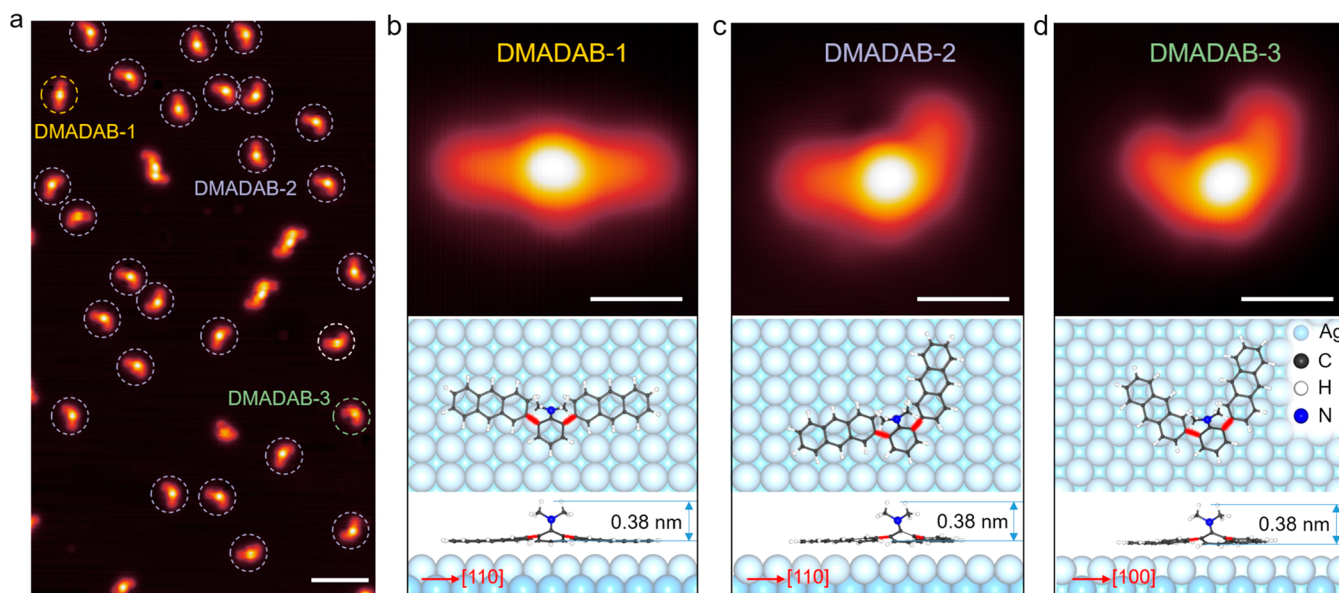 a
DMADAB-1
DMADAB-2
DMADAB-3
b
DMADAB-1
0.38 nm
[110]
c
DMADAB-2
0.38 nm
[110]
d
DMADAB-3
Ag
C
H
N
0.38 nm
[100]